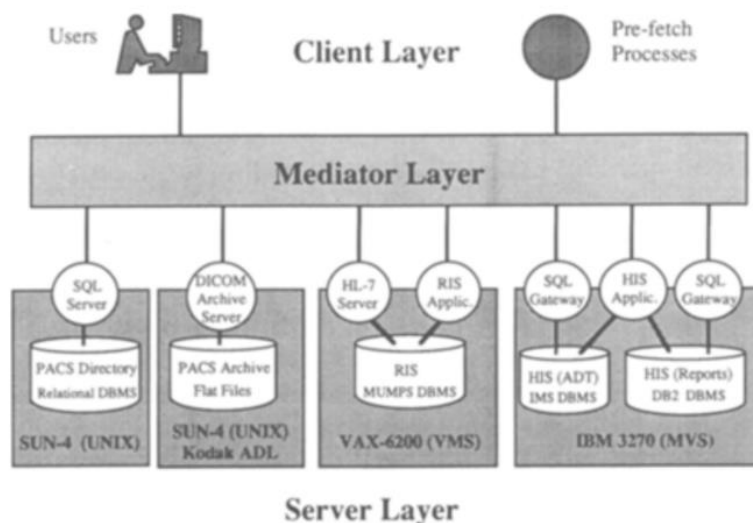 Users
Client Layer
Pre-fetch
Processes
Mediator Layer
SQL
Server
DICOM
Archive
Server
HL-7
Server
RIS
Applic.
SQL
Gateway
HIS
Applic.
SQL
Gateway
PACS Directory
Relational DBMS
PACS Archive
Flat Files
RIS
MUMPS DBMS
HIS (ADT)
IMS DBMS
HIS (Reports)
DB2 DBMS
SUN-4 (UNIX)
SUN-4 (UNIX)
Kodak ADL
VAX-6200 (VMS)
IBM 3270 (MVS)
Server Layer